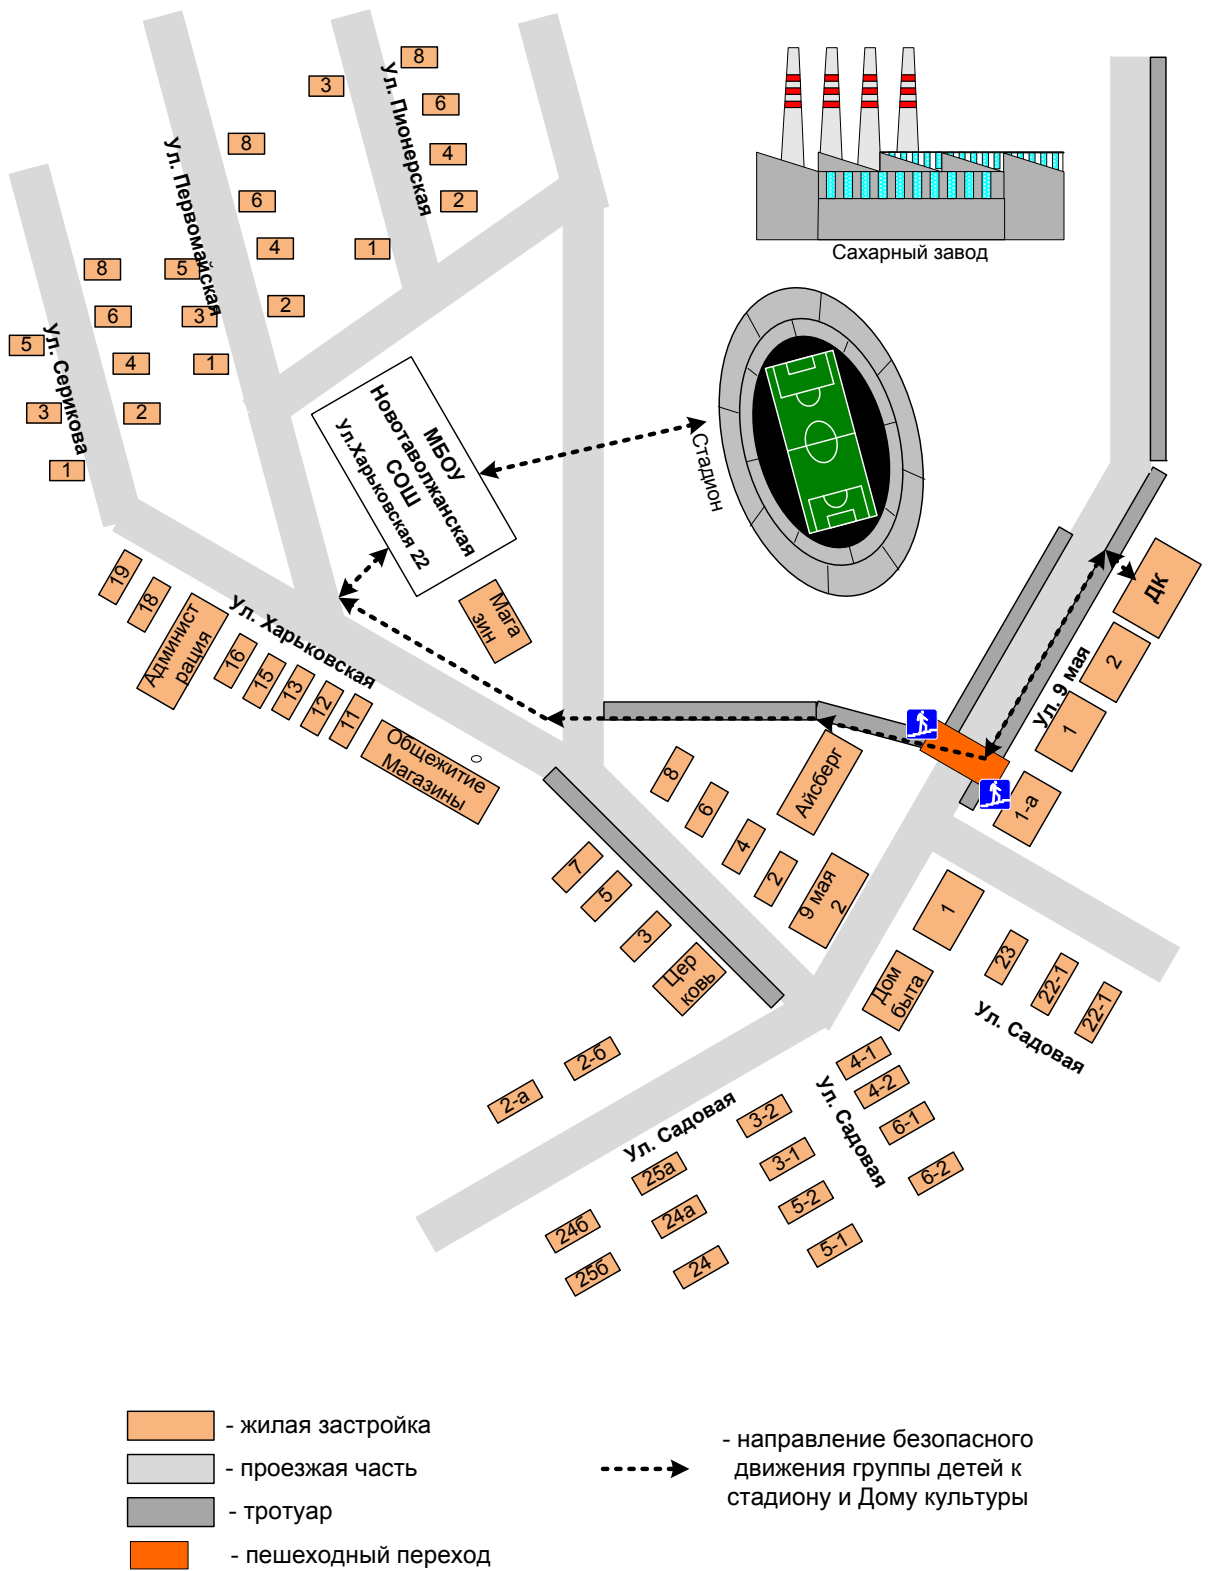 8
3
Ул. Пионерская
6
8
Ул. Первомайская
4
6
2
4
1
8
5
2
6
3
5
Ул. Серикова
4
1
3
2
1
Сахарный завод
Стадион
МБОУ
Новотаволжанская
СОШ
Ул.Харьковская 22
Мага
зин
19
18
Админист
рация
Ул. Харьковская
16
15
13
12
11
Общежитие
Магазины
ДК
2
Ул. 9 мая
1
1-а
8
6
4
2
Айсберг
9 мая
2
7
5
3
Цер
ковь
1
Дом
быта
23
22-1
22-1
Ул. Садовая
2-б
2-а
4-1
4-2
6-1
6-2
Ул. Садовая
Ул. Садовая
3-2
3-1
5-2
5-1
25а
24а
24
24б
25б
- жилая застройка
- проезжая часть
- тротуар
- пешеходный переход
- направление безопасного
движения группы детей к
стадиону и Дому культуры